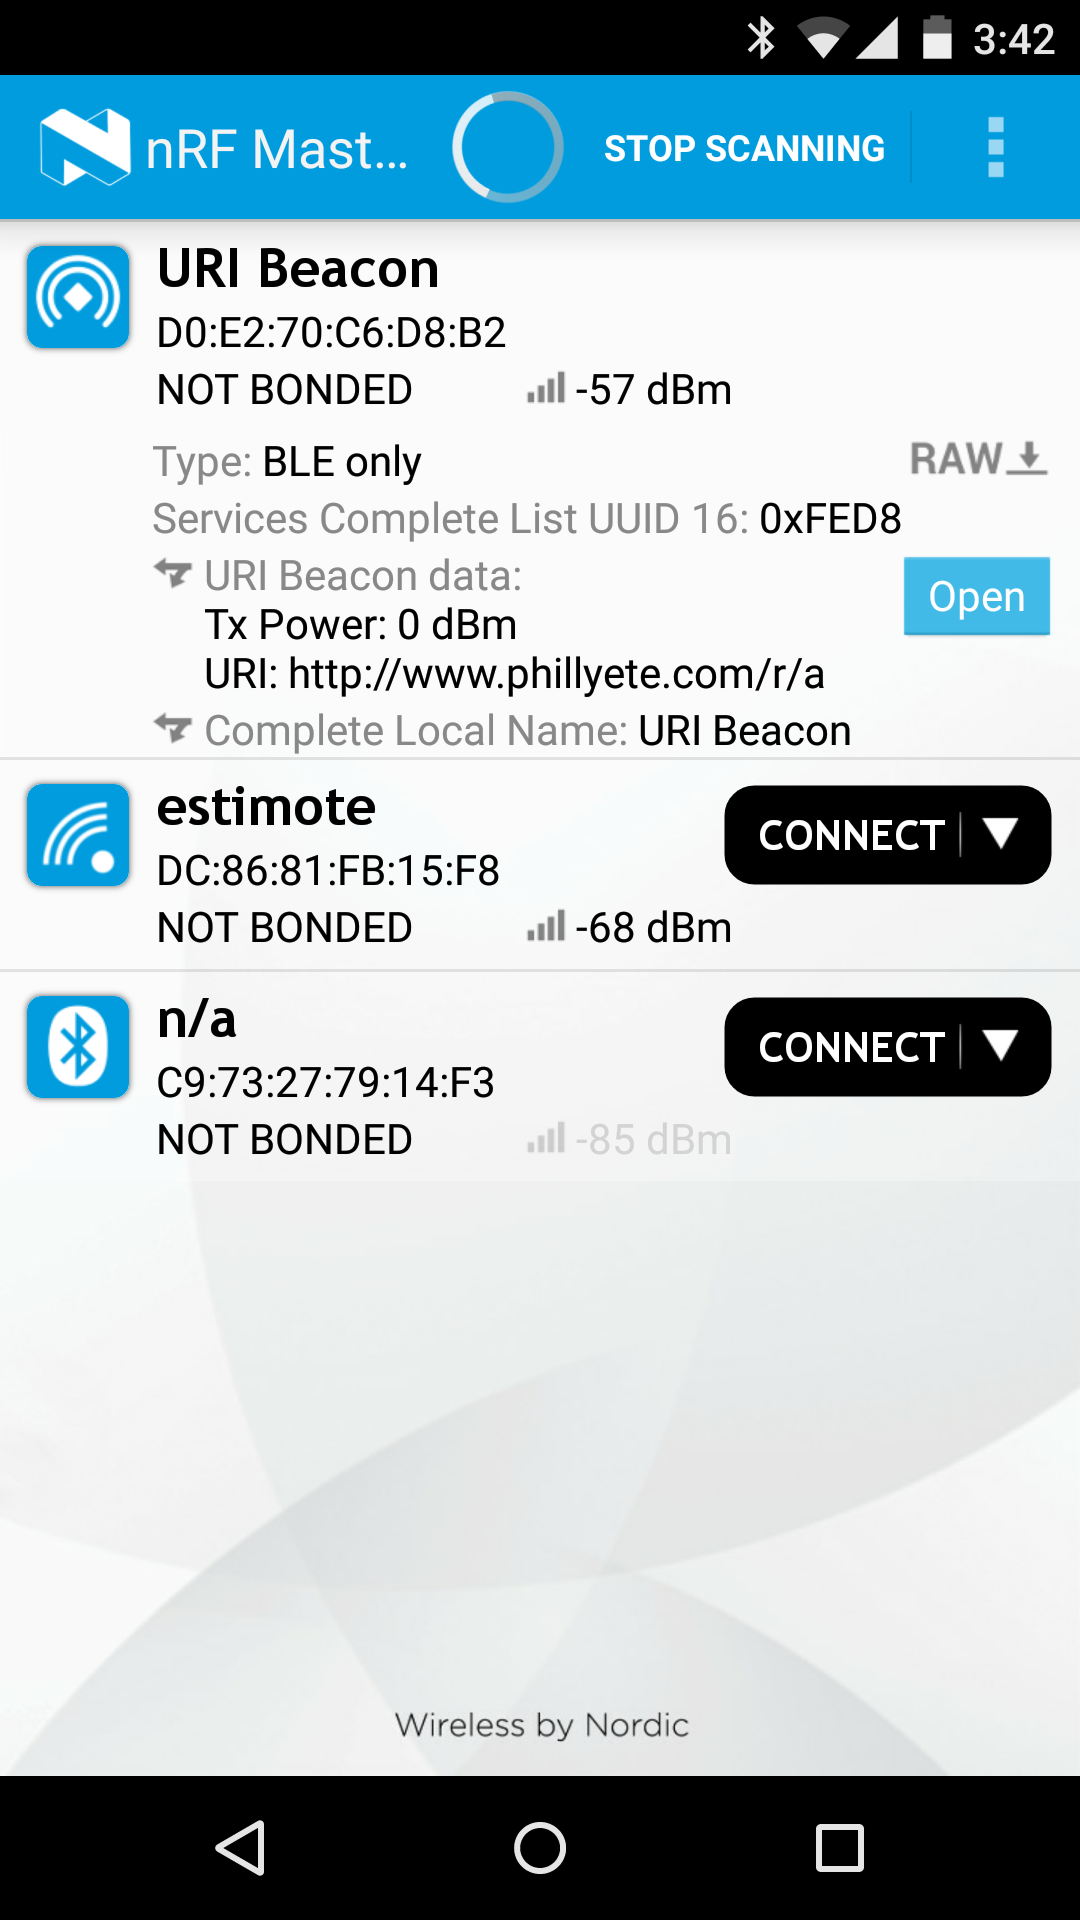 3:42
nRF Mast...
STOP SCANNING
URI Beacon
D0:E2:70:C6:D8:B2
NOT BONDED -57 dBm
Type: BLE only RAW
Services Complete List UUID 16: 0xFED8
URI Beacon data:
Open
Tx Power: 0 dBm
URI: http://www.phillyete.com/r/a
Complete Local Name: URI Beacon
estimote
CONNECT
DC:86:81:FB:15:F8
NOT BONDED -68 dBm
n/a
CONNECT
C9:73:27:79:14:F3
NOT BONDED -85 dBm
Wireless by Nordic